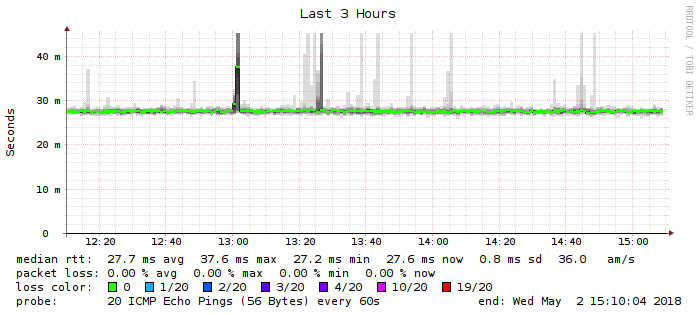 Last 3 Hours
RRDTOOL / TOBI OETIKER
Seconds
40 m
30 m
20 m
10 m
0
12:20 12:40 13:00 13:20 13:40 14:00 14:20 14:40 15:00
median rtt: 27.7 ms avg 37.6 ms max 27.2 ms min 27.6 ms now 0.8 ms sd 36.0 am/s
packet loss: 0.00 % avg 0.00 % max 0.00 % min 0.00 % now
loss color: 0 1/20 2/20 3/20 4/20 10/20 19/20
probe: 20 ICMP Echo Pings (56 Bytes) every 60s end: Wed May 2 15:10:04 2018